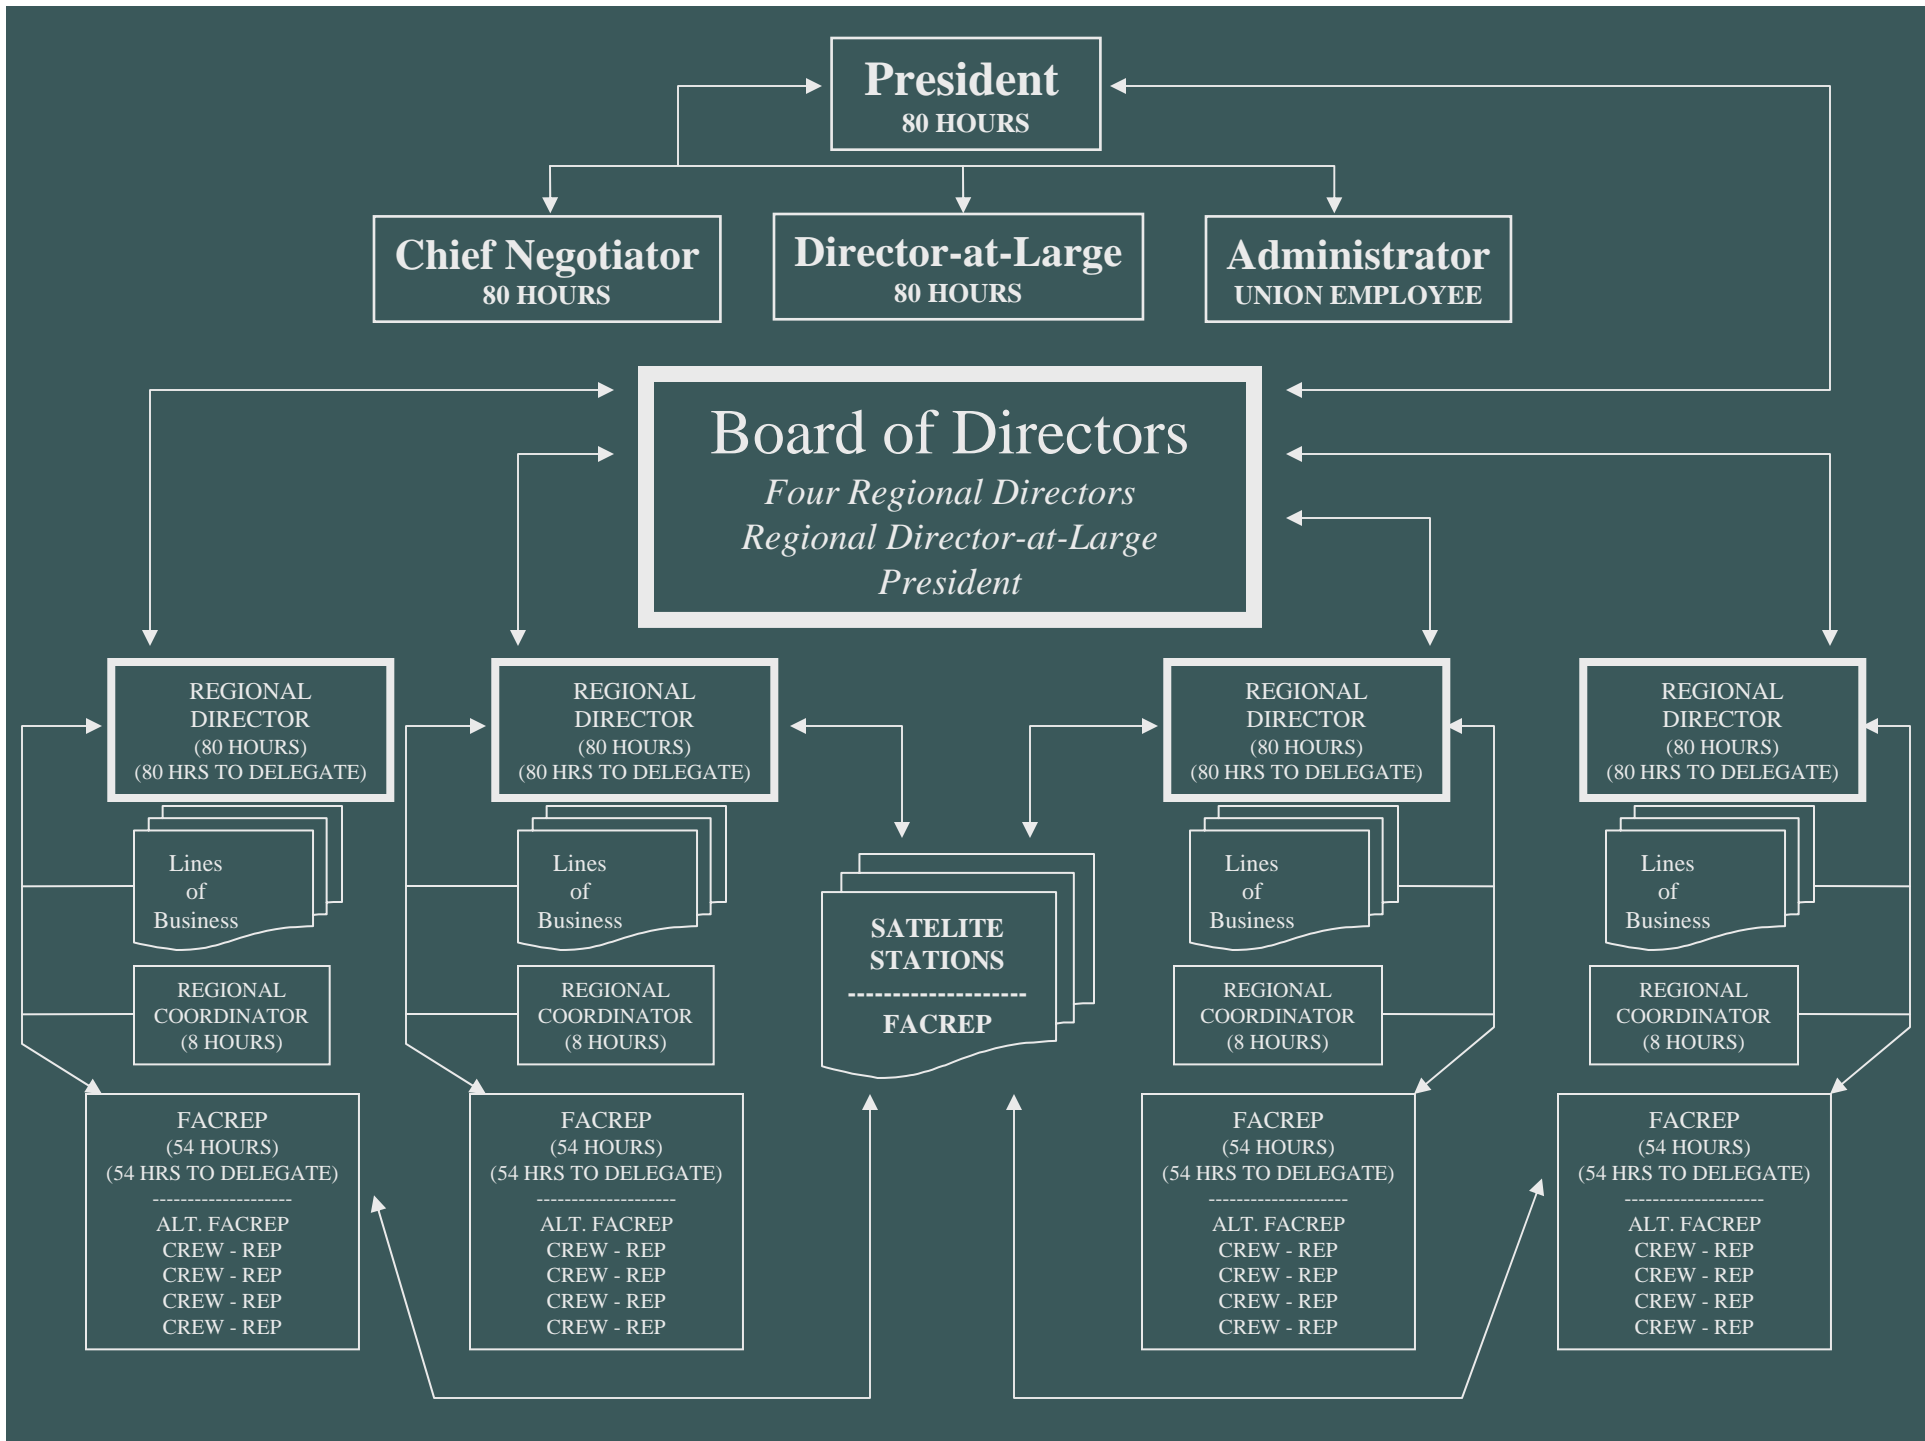 President
80 HOURS
Chief Negotiator
80 HOURS
Director-at-Large
80 HOURS
Administrator
UNION EMPLOYEE
Board of Directors
Four Regional Directors
Regional Director-at-Large
President
REGIONAL
DIRECTOR
(80 HOURS)
(80 HRS TO DELEGATE)
REGIONAL
DIRECTOR
(80 HOURS)
(80 HRS TO DELEGATE)
REGIONAL
DIRECTOR
(80 HOURS)
(80 HRS TO DELEGATE)
REGIONAL
DIRECTOR
(80 HOURS)
(80 HRS TO DELEGATE)
Lines
of
Business
Lines
of
Business
SATELITE
STATIONS
--------------------
FACREP
Lines
of
Business
Lines
of
Business
REGIONAL
COORDINATOR
(8 HOURS)
REGIONAL
COORDINATOR
(8 HOURS)
REGIONAL
COORDINATOR
(8 HOURS)
REGIONAL
COORDINATOR
(8 HOURS)
FACREP
(54 HOURS)
(54 HRS TO DELEGATE)
--------------------
ALT. FACREP
CREW - REP
CREW - REP
CREW - REP
CREW - REP
FACREP
(54 HOURS)
(54 HRS TO DELEGATE)
--------------------
ALT. FACREP
CREW - REP
CREW - REP
CREW - REP
CREW - REP
FACREP
(54 HOURS)
(54 HRS TO DELEGATE)
--------------------
ALT. FACREP
CREW - REP
CREW - REP
CREW - REP
CREW - REP
FACREP
(54 HOURS)
(54 HRS TO DELEGATE)
--------------------
ALT. FACREP
CREW - REP
CREW - REP
CREW - REP
CREW - REP